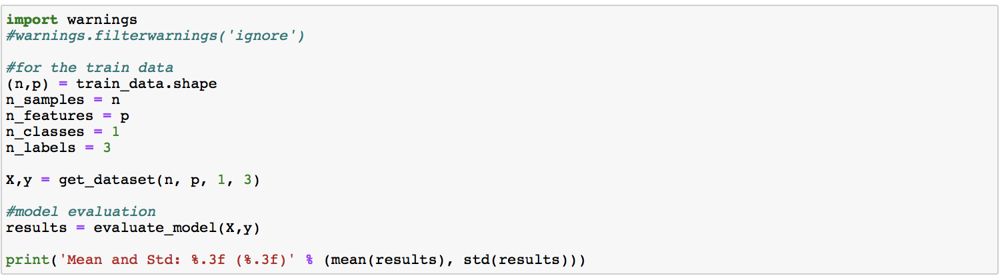 import warnings
#warnings.filterwarnings('ignore')
#for the train data
(n,p) = train_data.shape
n_samples = n
n_features = p
n_classes = 1
n_labels = 3
X,y = get_dataset(n, p, 1, 3)
#model evaluation
results = evaluate_model(X,y)
print('Mean and Std: %.3f (%.3f)' % (mean(results), std(results)))